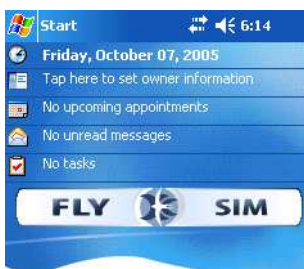 Start 6:14
Friday, October 07, 2005
Tap here to set owner information
No upcoming appointments
No unread messages
No tasks
FLY SIM